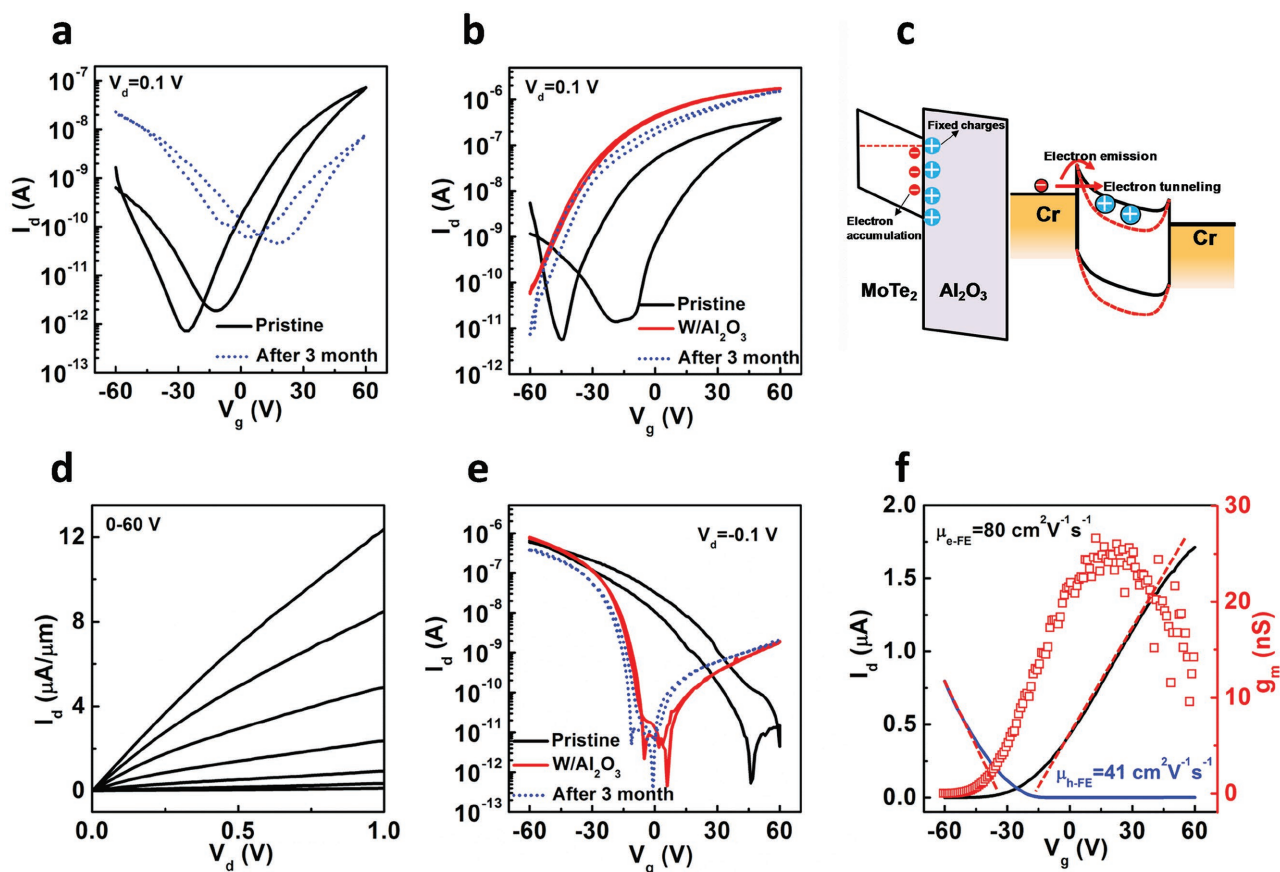 a
V_d=0.1 V
10^-7
10^-8
10^-9
10^-10
10^-11
10^-12
10^-13
I_d (A)
Pristine
After 3 month
-60 -30 0 30 60
V_g (V)
b
V_d=0.1 V
10^-6
10^-7
10^-8
10^-9
10^-10
10^-11
10^-12
I_d (A)
Pristine
W/Al2O3
After 3 month
-60 -30 0 30 60
V_g (V)
c
Fixed charges
Electron emission
Electron tunneling
Electron
accumulation
Cr
Cr
MoTe2
Al2O3
d
0-60 V
12
8
4
0
I_d (μA/μm)
0.0 0.5 1.0
V_d (V)
e
V_d=-0.1 V
10^-5
10^-6
10^-7
10^-8
10^-9
10^-10
10^-11
10^-12
10^-13
I_d (A)
Pristine
W/Al2O3
After 3 month
-60 -30 0 30 60
V_g (V)
f
μ_e-FE=80 cm²V⁻¹s⁻¹
μ_h-FE=41 cm²V⁻¹s⁻¹
2.0
1.5
1.0
0.5
0.0
I_d (μA)
30
20
10
0
g_m (nS)
-60 -30 0 30 60
V_g (V)